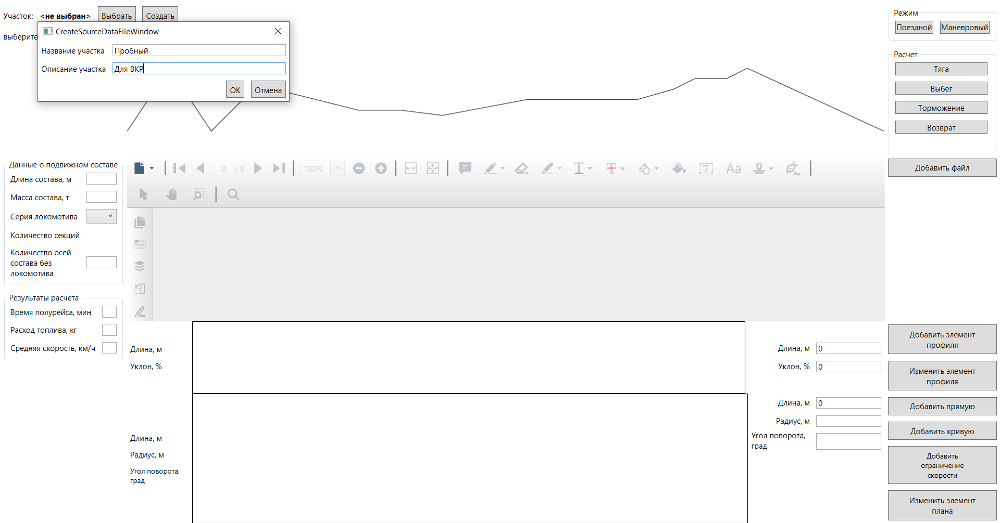 Участок: <не выбран> Выбрать Создать
выберите
CreateSourceDataFileWindow
Название участка Пробный
Описание участка Для ВКР
ОК Отмена
Режим
Поездной Маневровый
Расчет
Тяга
Выбег
Торможение
Возврат
Данные о подвижном составе
Длина состава, м
Масса состава, т
Серия локомотива
Количество секций
Количество осей
состава без
локомотива
Результаты расчета
Время полурейса, мин
Расход топлива, кг
Средняя скорость, км/ч
0 / 0
100%
T
T
T
Aa
Добавить файл
Длина, м
Уклон, %
Длина, м
Радиус, м
Угол поворота,
град
Длина, м 0
Уклон, % 0
Длина, м 0
Радиус, м
Угол поворота,
град
Добавить элемент
профиля
Изменить элемент
профиля
Добавить прямую
Добавить кривую
Добавить
ограничение
скорости
Изменить элемент
плана